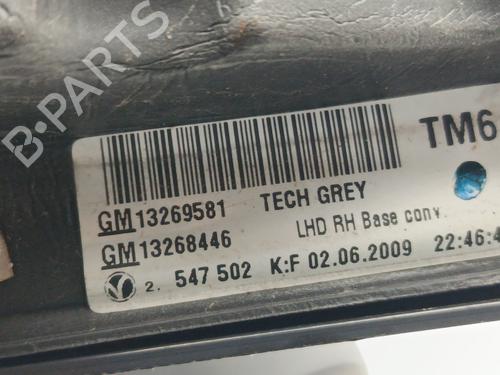 B-PARTS
TM6
GM13269581 TECH GREY
GM13268446 LHD RH Base conv.
2. 547 502 K:F 02.06.2009 22:46:4